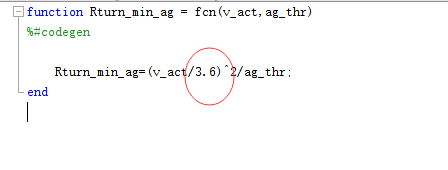 function Rturn_min_ag = fcn(v_act,ag_thr)
%#codegen
Rturn_min_ag=(v_act/3.6)^2/ag_thr;
end